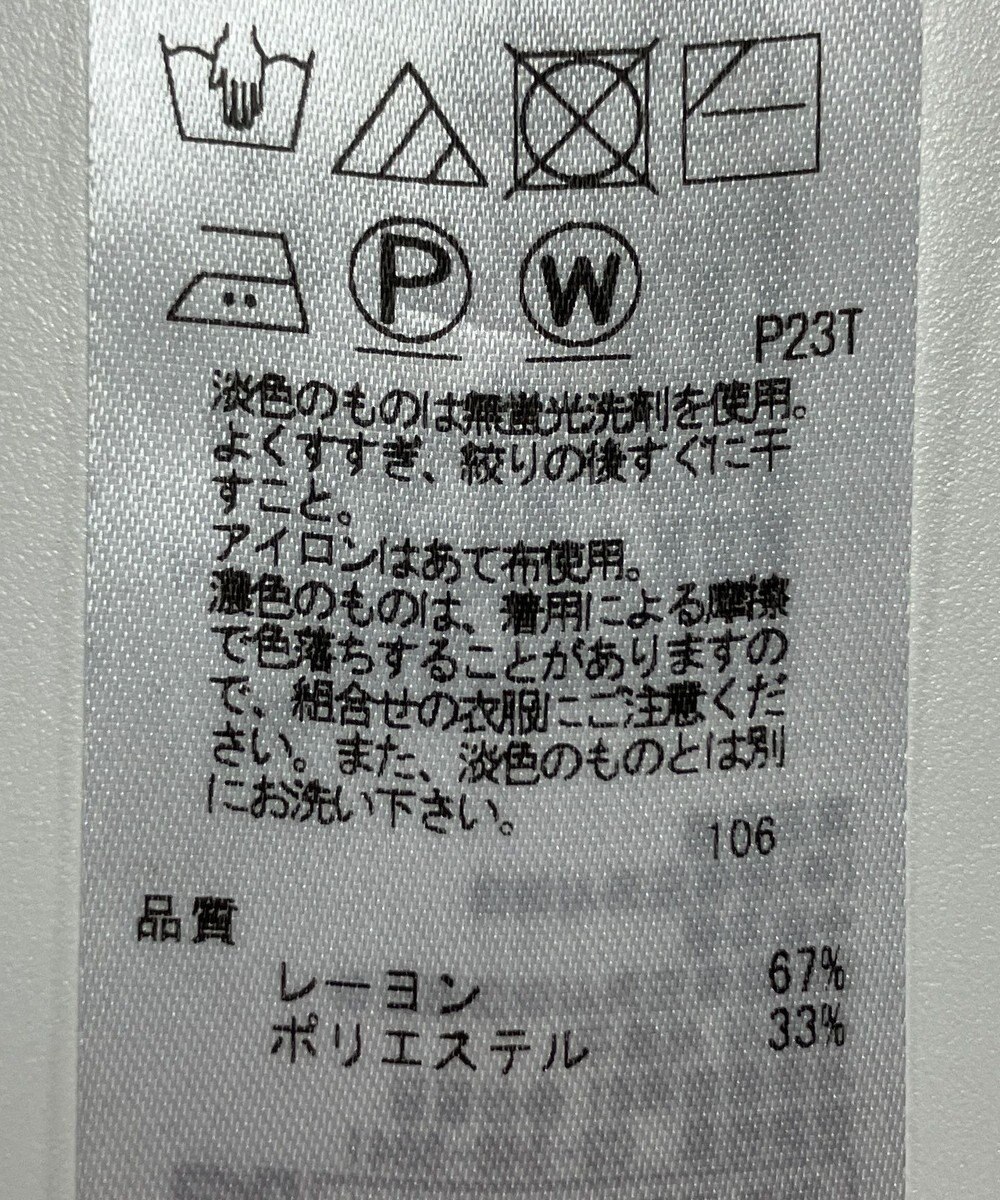 P W
P23T
淡色のものは無蛍光洗剤を使用。
よくすすぎ、絞りの後すぐに干
すこと。
アイロンはあて布使用。
濃色のものは、着用による摩擦
で色落ちすることがありますの
で、組合せの衣服にご注意くだ
さい。また、淡色のものとは別
にお洗い下さい。
106
品質
レーヨン 67%
ポリエステル 33%